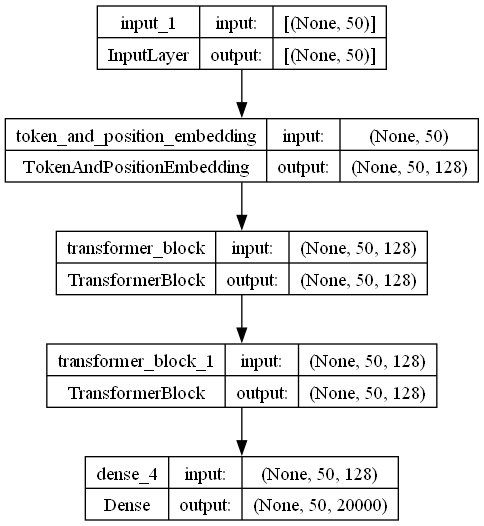 input_1 input: [(None, 50)]
InputLayer output: [(None, 50)]
token_and_position_embedding input: (None, 50)
TokenAndPositionEmbedding output: (None, 50, 128)
transformer_block input: (None, 50, 128)
TransformerBlock output: (None, 50, 128)
transformer_block_1 input: (None, 50, 128)
TransformerBlock output: (None, 50, 128)
dense_4 input: (None, 50, 128)
Dense output: (None, 50, 20000)